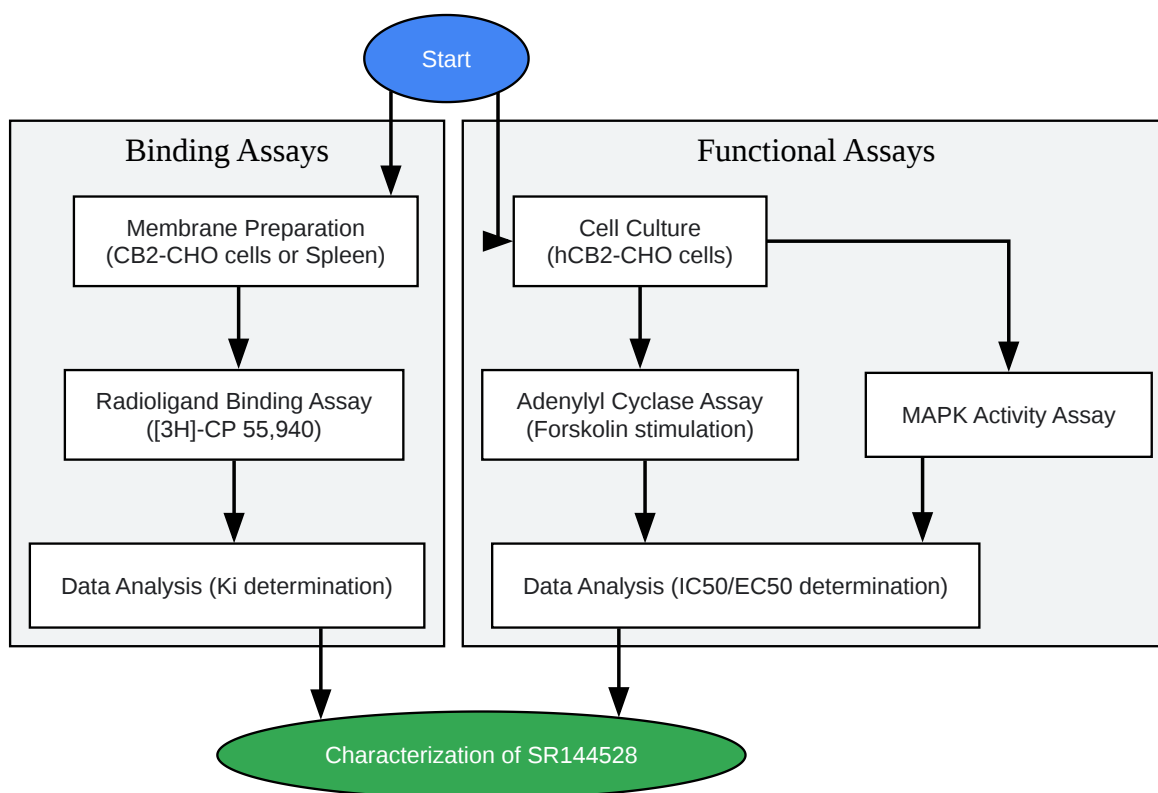 Start
Binding Assays
Membrane Preparation
(CB2-CHO cells or Spleen)
Radioligand Binding Assay
([3H]-CP 55,940)
Data Analysis (Ki determination)
Functional Assays
Cell Culture
(hCB2-CHO cells)
Adenylyl Cyclase Assay
(Forskolin stimulation)
MAPK Activity Assay
Data Analysis (IC50/EC50 determination)
Characterization of SR144528